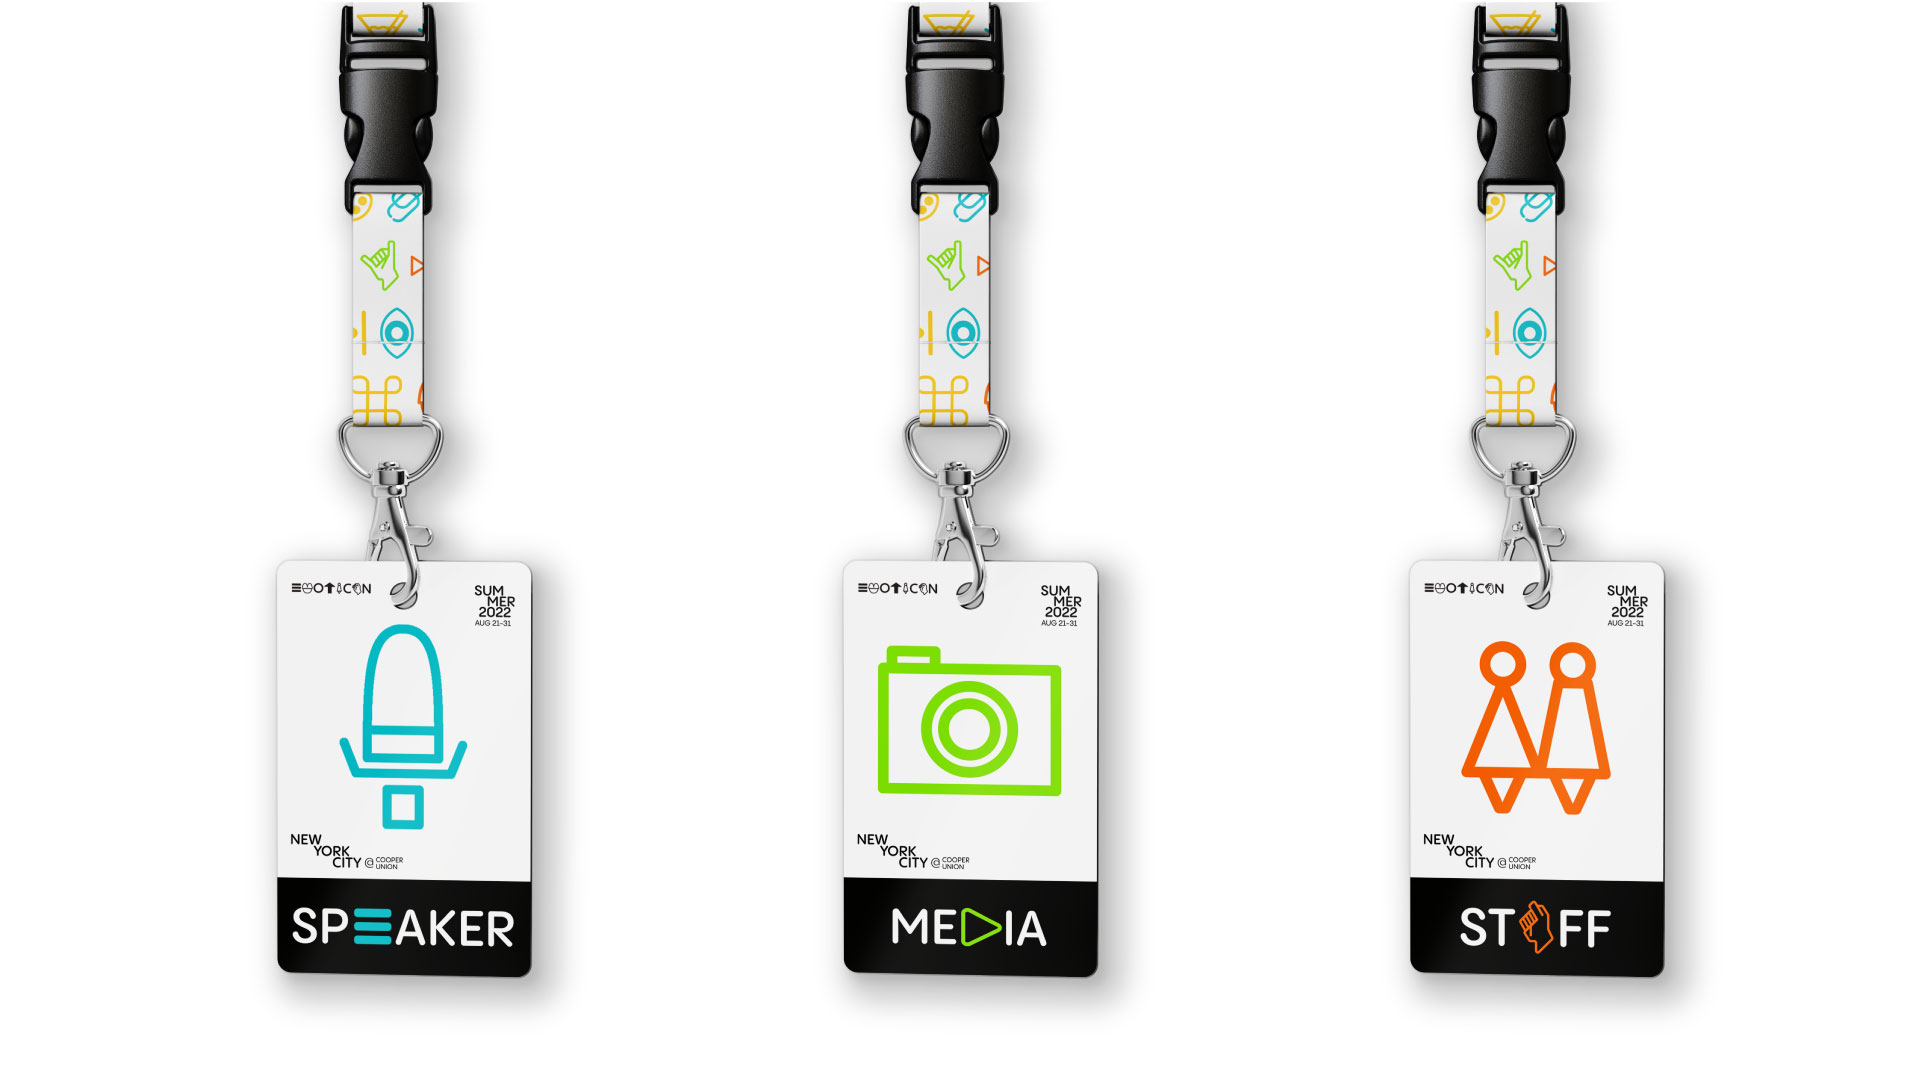 EMOTICON
SUM
MER
2022
AUG 21-31
NEW
YORK
CITY @ COOPER
UNION
SPEAKER
EMOTICON
SUM
MER
2022
AUG 21-31
NEW
YORK
CITY @ COOPER
UNION
MEDIA
EMOTICON
SUM
MER
2022
AUG 21-31
NEW
YORK
CITY @ COOPER
UNION
STAFF